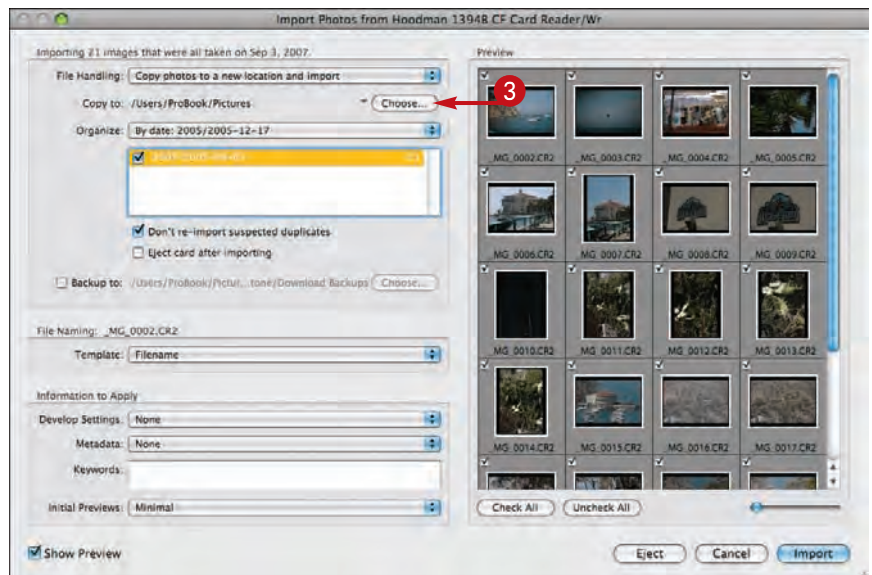 Import Photos from Hoodman 1394B CF Card Reader/Wr
Importing 21 images that were all taken on Sep 3, 2007.
File Handling: Copy photos to a new location and import
Copy to: /Users/ProBook/Pictures Choose...
Organize: By date: 2005/2005-12-17
Don't re-import suspected duplicates
Eject card after importing
Backup to: /Users/ProBook/Pictur...tone/Download Backups Choose...
File Naming: _MG_0002.CR2
Template: Filename
Information to Apply
Develop Settings: None
Metadata: None
Keywords:
Initial Previews: Minimal
Show Preview
Preview
3
_MG_0002.CR2 _MG_0003.CR2 _MG_0004.CR2 _MG_0005.CR2
_MG_0006.CR2 _MG_0007.CR2 _MG_0008.CR2 _MG_0009.CR2
_MG_0010.CR2 _MG_0011.CR2 _MG_0012.CR2 _MG_0013.CR2
_MG_0014.CR2 _MG_0015.CR2 _MG_0016.CR2 _MG_0017.CR2
Check All Uncheck All
Eject Cancel Import